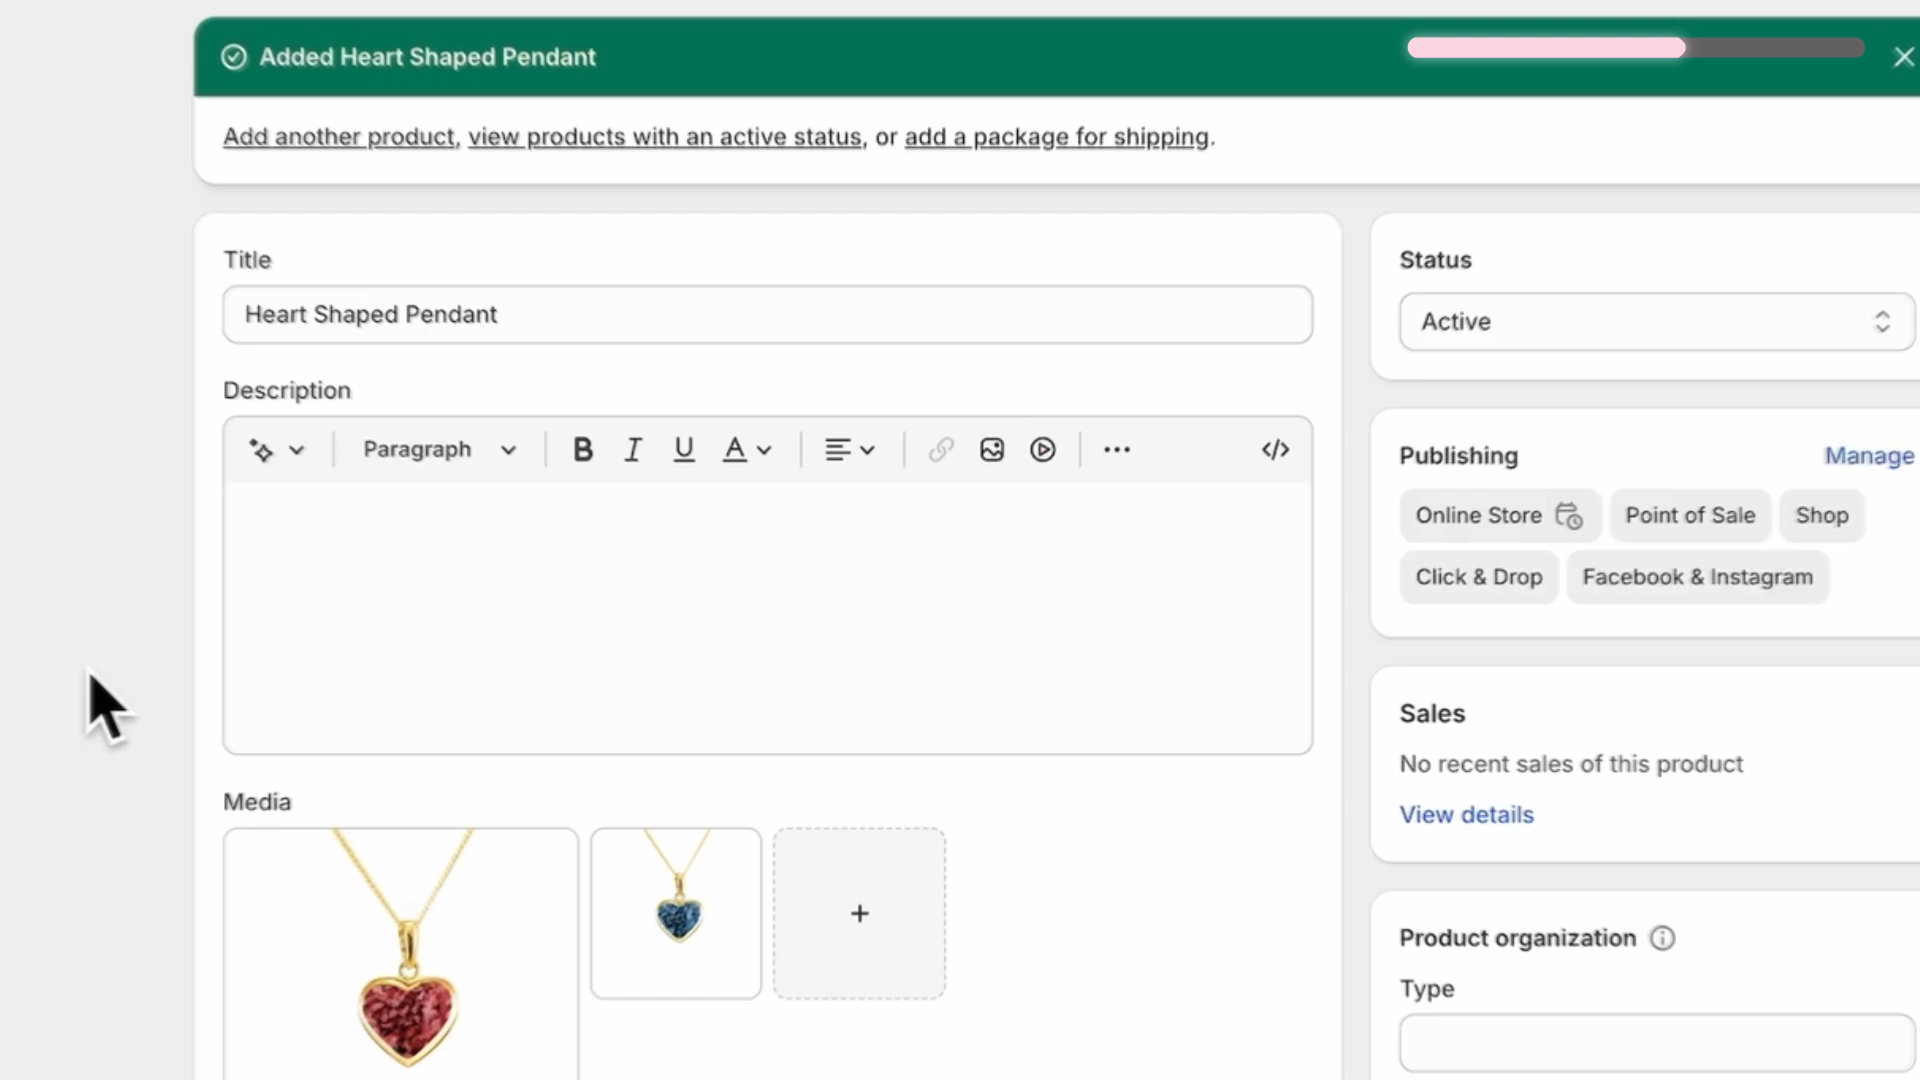 Added Heart Shaped Pendant
Add another product, view products with an active status, or add a package for shipping.
Title
Heart Shaped Pendant
Description
Paragraph
B I U A
Media
Status
Active
Publishing
Manage
Online Store
Point of Sale
Shop
Click & Drop
Facebook & Instagram
Sales
No recent sales of this product
View details
Product organization
Type